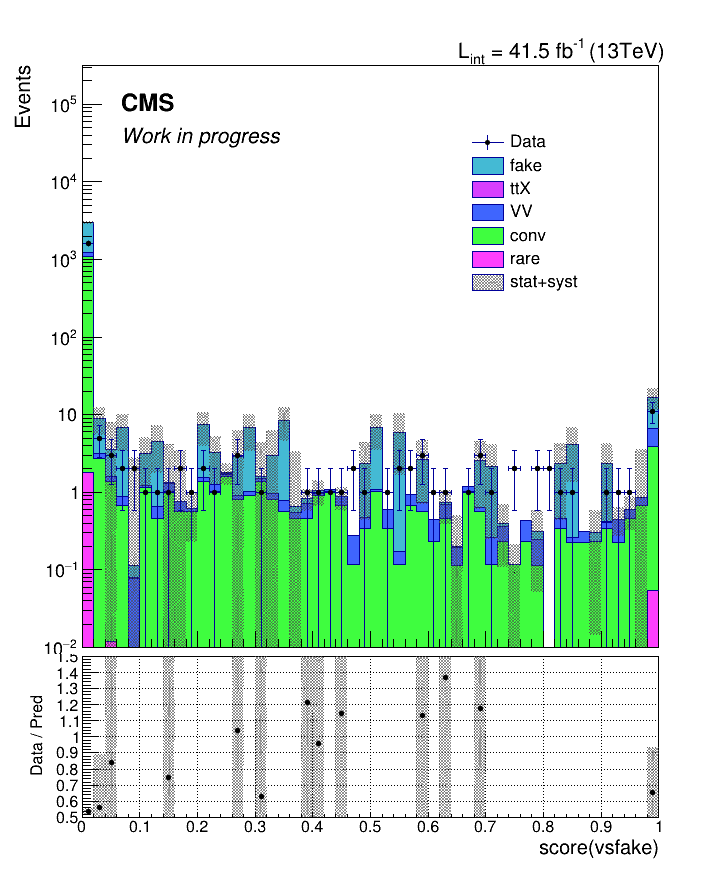 L_int = 41.5 fb^-1 (13TeV)
Events
CMS
Work in progress
Data
fake
ttX
VV
conv
rare
stat+syst
10^5
10^4
10^3
10^2
10
1
10^-1
10^-2
Data / Pred
1.5
1.4
1.3
1.2
1.1
1
0.9
0.8
0.7
0.6
0.5
0 0.1 0.2 0.3 0.4 0.5 0.6 0.7 0.8 0.9 1
score(vsfake)